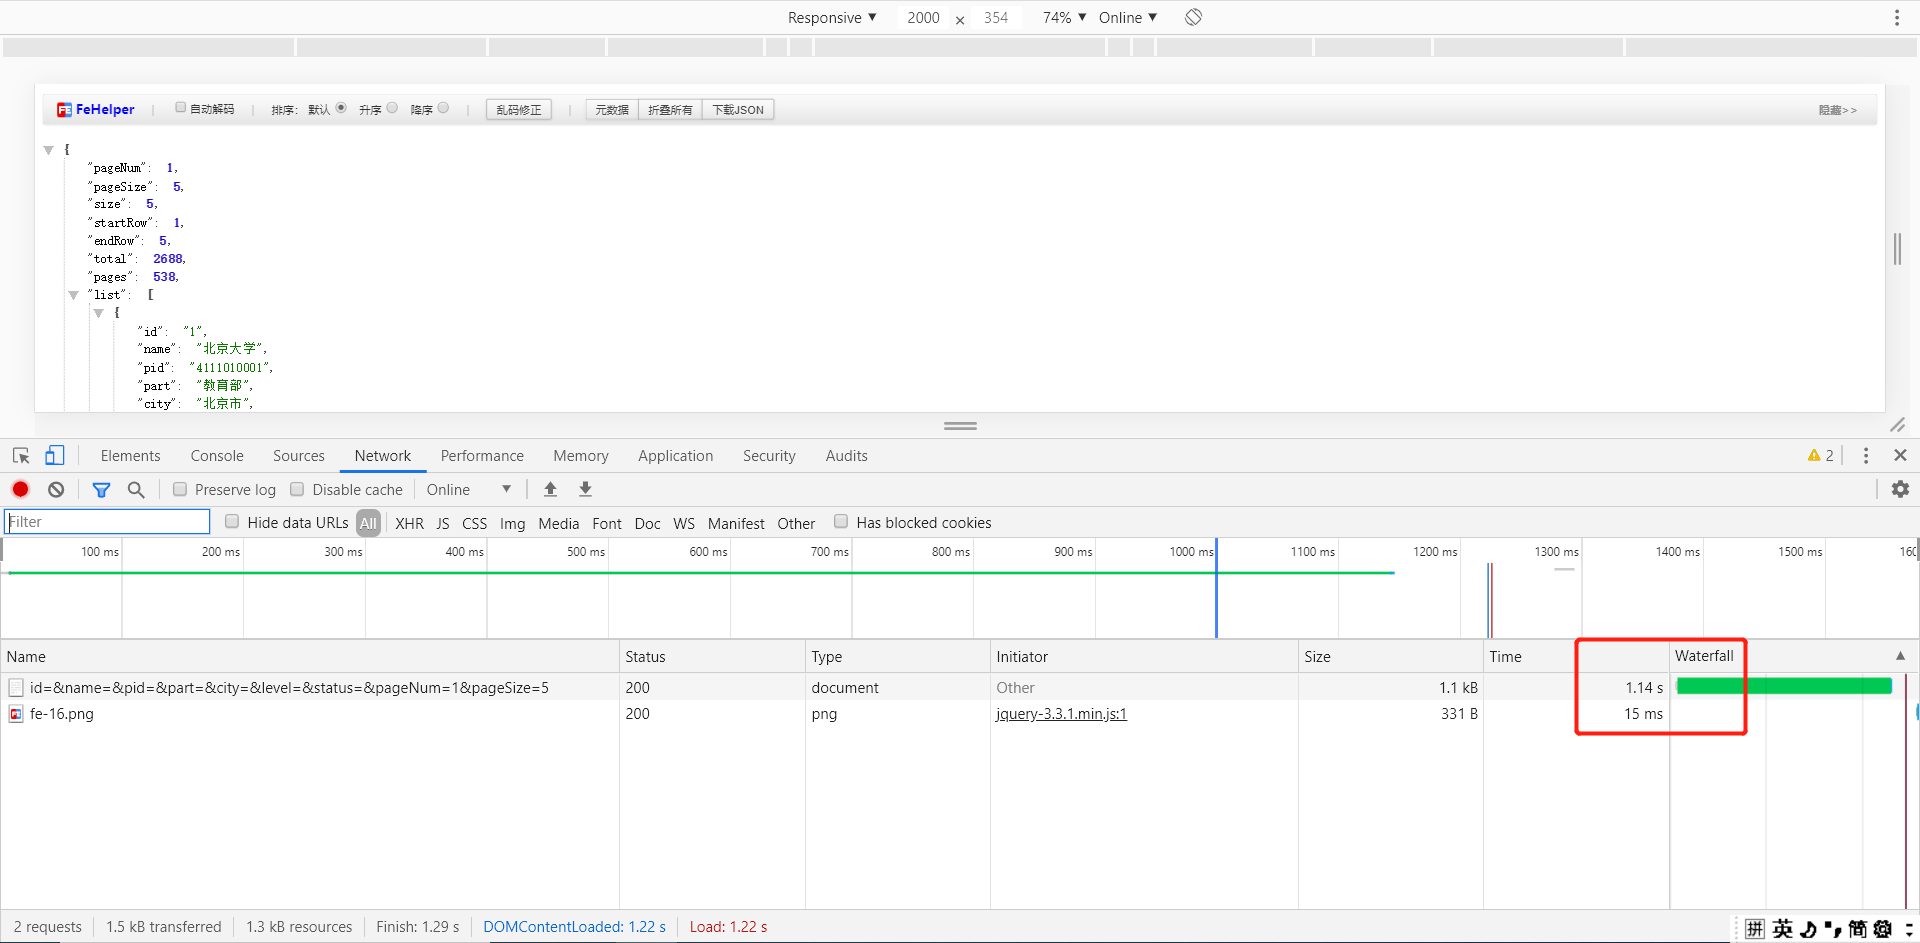 Responsive ▼ 2000 × 354 74% ▼ Online ▼
FeHelper | 自动解码 | 排序: 默认 升序 降序 | 乱码修正 | 元数据 折叠所有 下载JSON 隐藏>>
{
"pageNum": 1,
"pageSize": 5,
"size": 5,
"startRow": 1,
"endRow": 5,
"total": 2688,
"pages": 538,
"list": [
{
"id": "1",
"name": "北京大学",
"pid": "4111010001",
"part": "教育部",
"city": "北京市",
Elements Console Sources Network Performance Memory Application Security Audits 2
Preserve log Disable cache Online ▼
Filter Hide data URLs All XHR JS CSS Img Media Font Doc WS Manifest Other Has blocked cookies
100 ms 200 ms 300 ms 400 ms 500 ms 600 ms 700 ms 800 ms 900 ms 1000 ms 1100 ms 1200 ms 1300 ms 1400 ms 1500 ms
Name Status Type Initiator Size Time Waterfall ▲
id=&name=&pid=&part=&city=&level=&status=&pageNum=1&pageSize=5 200 document Other 1.1 kB 1.14 s
fe-16.png 200 png jquery-3.3.1.min.js:1 331 B 15 ms
2 requests 1.5 kB transferred 1.3 kB resources Finish: 1.29 s DOMContentLoaded: 1.22 s Load: 1.22 s
拼 英 简